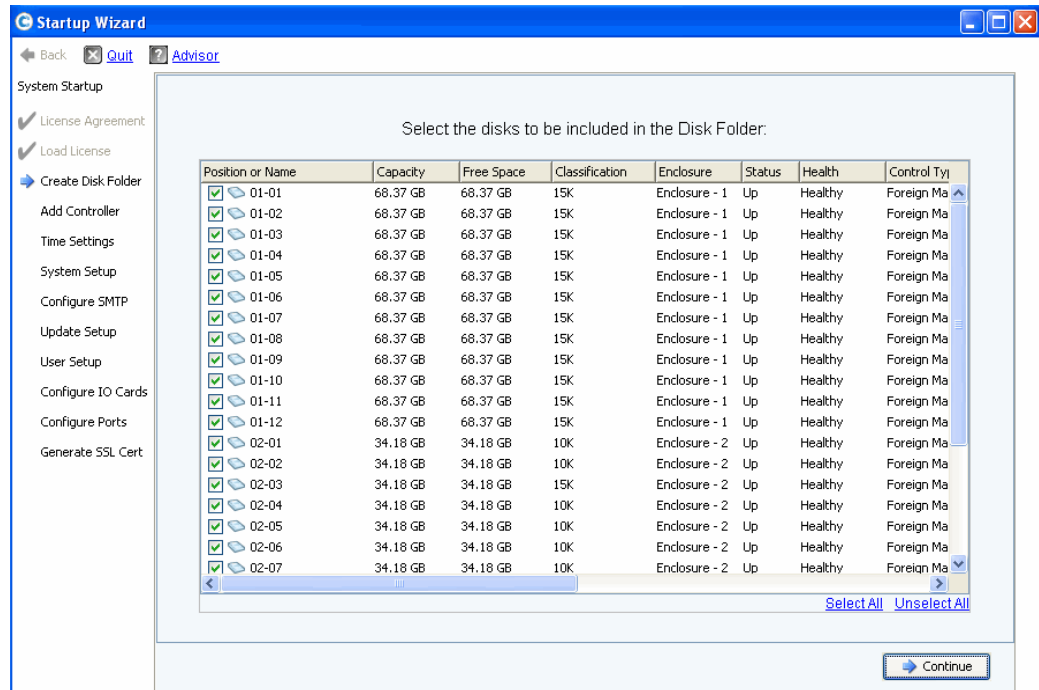 Startup Wizard
Back Quit ? Advisor
System Startup
License Agreement
Load License
Create Disk Folder
Add Controller
Time Settings
System Setup
Configure SMTP
Update Setup
User Setup
Configure IO Cards
Configure Ports
Generate SSL Cert
Select the disks to be included in the Disk Folder:
Position or Name Capacity Free Space Classification Enclosure Status Health Control Ty
01-01 68.37 GB 68.37 GB 15K Enclosure - 1 Up Healthy Foreign Ma
01-02 68.37 GB 68.37 GB 15K Enclosure - 1 Up Healthy Foreign Ma
01-03 68.37 GB 68.37 GB 15K Enclosure - 1 Up Healthy Foreign Ma
01-04 68.37 GB 68.37 GB 15K Enclosure - 1 Up Healthy Foreign Ma
01-05 68.37 GB 68.37 GB 15K Enclosure - 1 Up Healthy Foreign Ma
01-06 68.37 GB 68.37 GB 15K Enclosure - 1 Up Healthy Foreign Ma
01-07 68.37 GB 68.37 GB 15K Enclosure - 1 Up Healthy Foreign Ma
01-08 68.37 GB 68.37 GB 15K Enclosure - 1 Up Healthy Foreign Ma
01-09 68.37 GB 68.37 GB 15K Enclosure - 1 Up Healthy Foreign Ma
01-10 68.37 GB 68.37 GB 15K Enclosure - 1 Up Healthy Foreign Ma
01-11 68.37 GB 68.37 GB 15K Enclosure - 1 Up Healthy Foreign Ma
01-12 68.37 GB 68.37 GB 15K Enclosure - 1 Up Healthy Foreign Ma
02-01 34.18 GB 34.18 GB 10K Enclosure - 2 Up Healthy Foreign Ma
02-02 34.18 GB 34.18 GB 10K Enclosure - 2 Up Healthy Foreign Ma
02-03 34.18 GB 34.18 GB 15K Enclosure - 2 Up Healthy Foreign Ma
02-04 34.18 GB 34.18 GB 10K Enclosure - 2 Up Healthy Foreign Ma
02-05 34.18 GB 34.18 GB 10K Enclosure - 2 Up Healthy Foreign Ma
02-06 34.18 GB 34.18 GB 10K Enclosure - 2 Up Healthy Foreign Ma
02-07 34.18 GB 34.18 GB 10K Enclosure - 2 Up Healthy Foreign Ma
Select All Unselect All
Continue